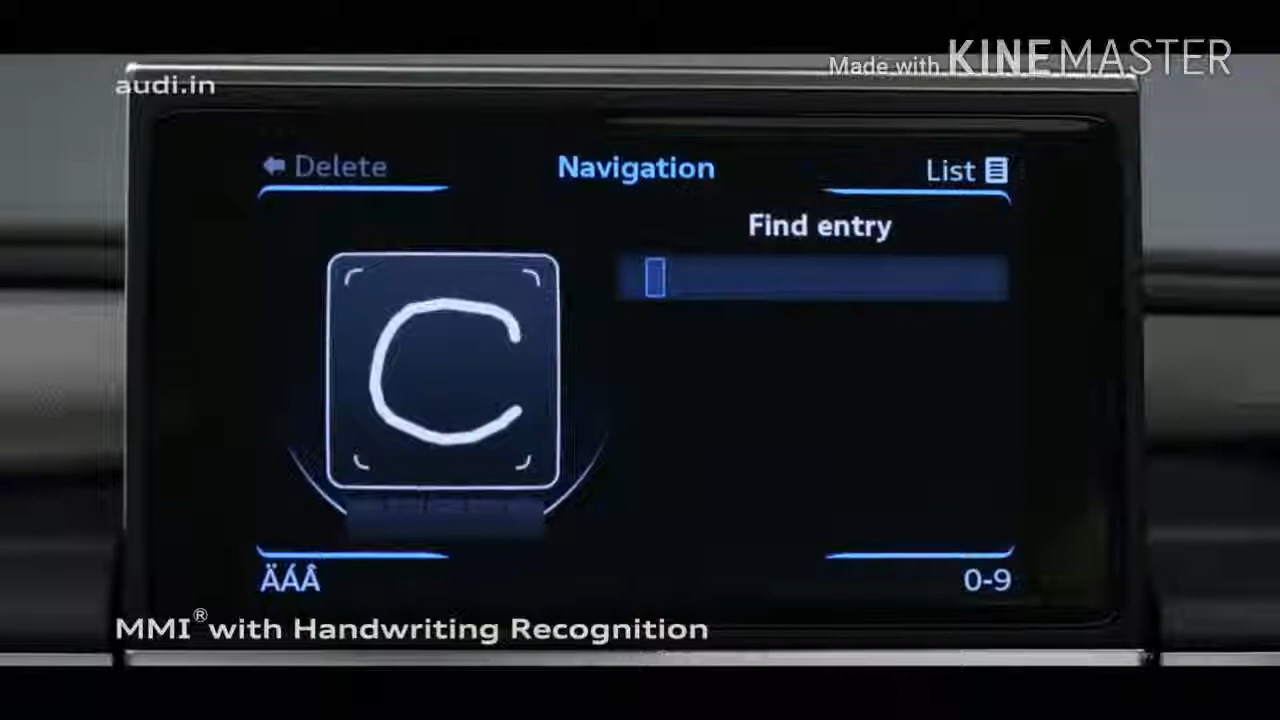 Made with KINEMASTER
audi.in
Delete Navigation List
Find entry
C
ÄÁÂ 0-9
MMI® with Handwriting Recognition